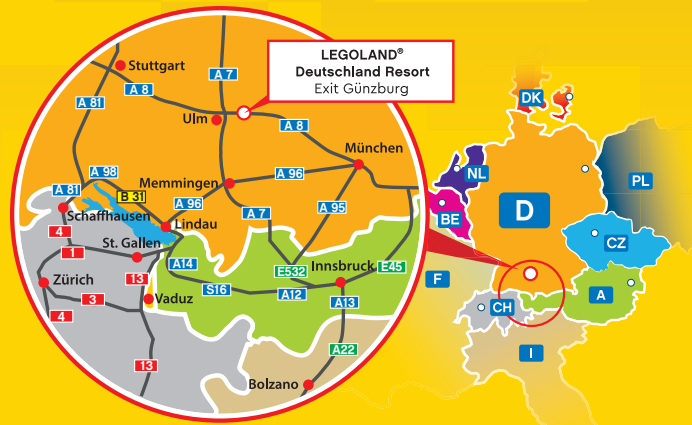 LEGOLAND®
Deutschland Resort
Exit Günzburg
Stuttgart
A 7
A 8
A 81
Ulm
A 8
München
A 98
A 96
Memmingen
A 81
B 31
A 96
A 7
A 95
Schaffhausen
Lindau
4
St. Gallen
1
A14
E532
Innsbruck
E45
Zürich
13
S16
A12
A13
3
Vaduz
4
A22
13
Bolzano
DK
NL
PL
BE
D
CZ
F
A
CH
I